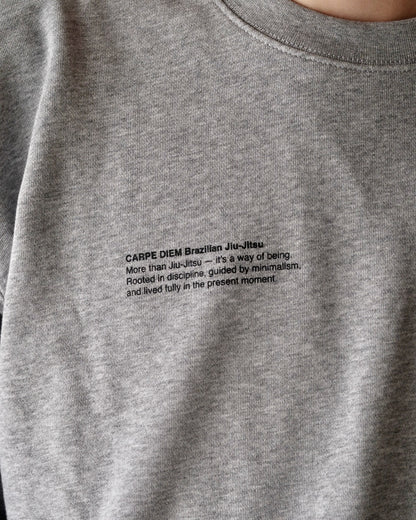 CARPE DIEM Brazilian Jiu-Jitsu
More than Jiu-Jitsu — it's a way of being.
Rooted in discipline, guided by minimalism,
and lived fully in the present moment.